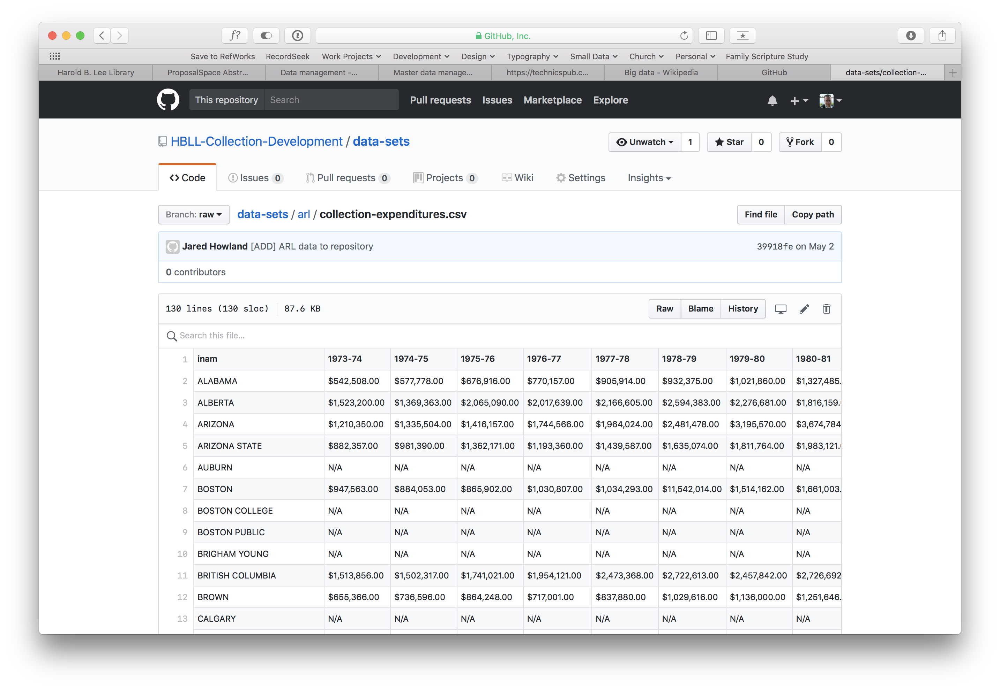 f?
GitHub, Inc.
Save to RefWorks RecordSeek Work Projects Development Design Typography Small Data Church Personal Family Scripture Study
Harold B. Lee Library ProposalSpace Abstr... Data management -... Master data manage... https://technicspub.c... Big data - Wikipedia GitHub data-sets/collection-...
This repository Search Pull requests Issues Marketplace Explore
HBLL-Collection-Development / data-sets Unwatch 1 Star 0 Fork 0
Code Issues 0 Pull requests 0 Projects 0 Wiki Settings Insights
Branch: raw data-sets / arl / collection-expenditures.csv Find file Copy path
Jared Howland [ADD] ARL data to repository 39918fe on May 2
0 contributors
130 lines (130 sloc) 87.6 KB Raw Blame History
Search this file...
1 inam 1973-74 1974-75 1975-76 1976-77 1977-78 1978-79 1979-80 1980-81
2 ALABAMA $542,508.00 $577,778.00 $676,916.00 $770,157.00 $905,914.00 $932,375.00 $1,021,860.00 $1,327,485.
3 ALBERTA $1,523,200.00 $1,369,363.00 $2,065,090.00 $2,017,639.00 $2,166,605.00 $2,594,383.00 $2,276,681.00 $1,816,159.
4 ARIZONA $1,210,350.00 $1,335,504.00 $1,416,157.00 $1,744,566.00 $1,964,024.00 $2,481,478.00 $3,195,570.00 $3,674,784
5 ARIZONA STATE $882,357.00 $981,390.00 $1,362,171.00 $1,193,360.00 $1,439,587.00 $1,635,074.00 $1,811,764.00 $1,983,121.
6 AUBURN N/A N/A N/A N/A N/A N/A N/A N/A
7 BOSTON $947,563.00 $884,053.00 $865,902.00 $1,030,807.00 $1,034,293.00 $11,542,014.00 $1,514,162.00 $1,661,003.
8 BOSTON COLLEGE N/A N/A N/A N/A N/A N/A N/A N/A
9 BOSTON PUBLIC N/A N/A N/A N/A N/A N/A N/A N/A
10 BRIGHAM YOUNG N/A N/A N/A N/A N/A N/A N/A N/A
11 BRITISH COLUMBIA $1,513,856.00 $1,502,317.00 $1,741,021.00 $1,954,121.00 $2,473,368.00 $2,722,613.00 $2,457,842.00 $2,726,692
12 BROWN $655,366.00 $736,596.00 $864,248.00 $717,001.00 $837,880.00 $1,029,616.00 $1,136,000.00 $1,251,646.
13 CALGARY N/A N/A N/A N/A N/A N/A N/A N/A